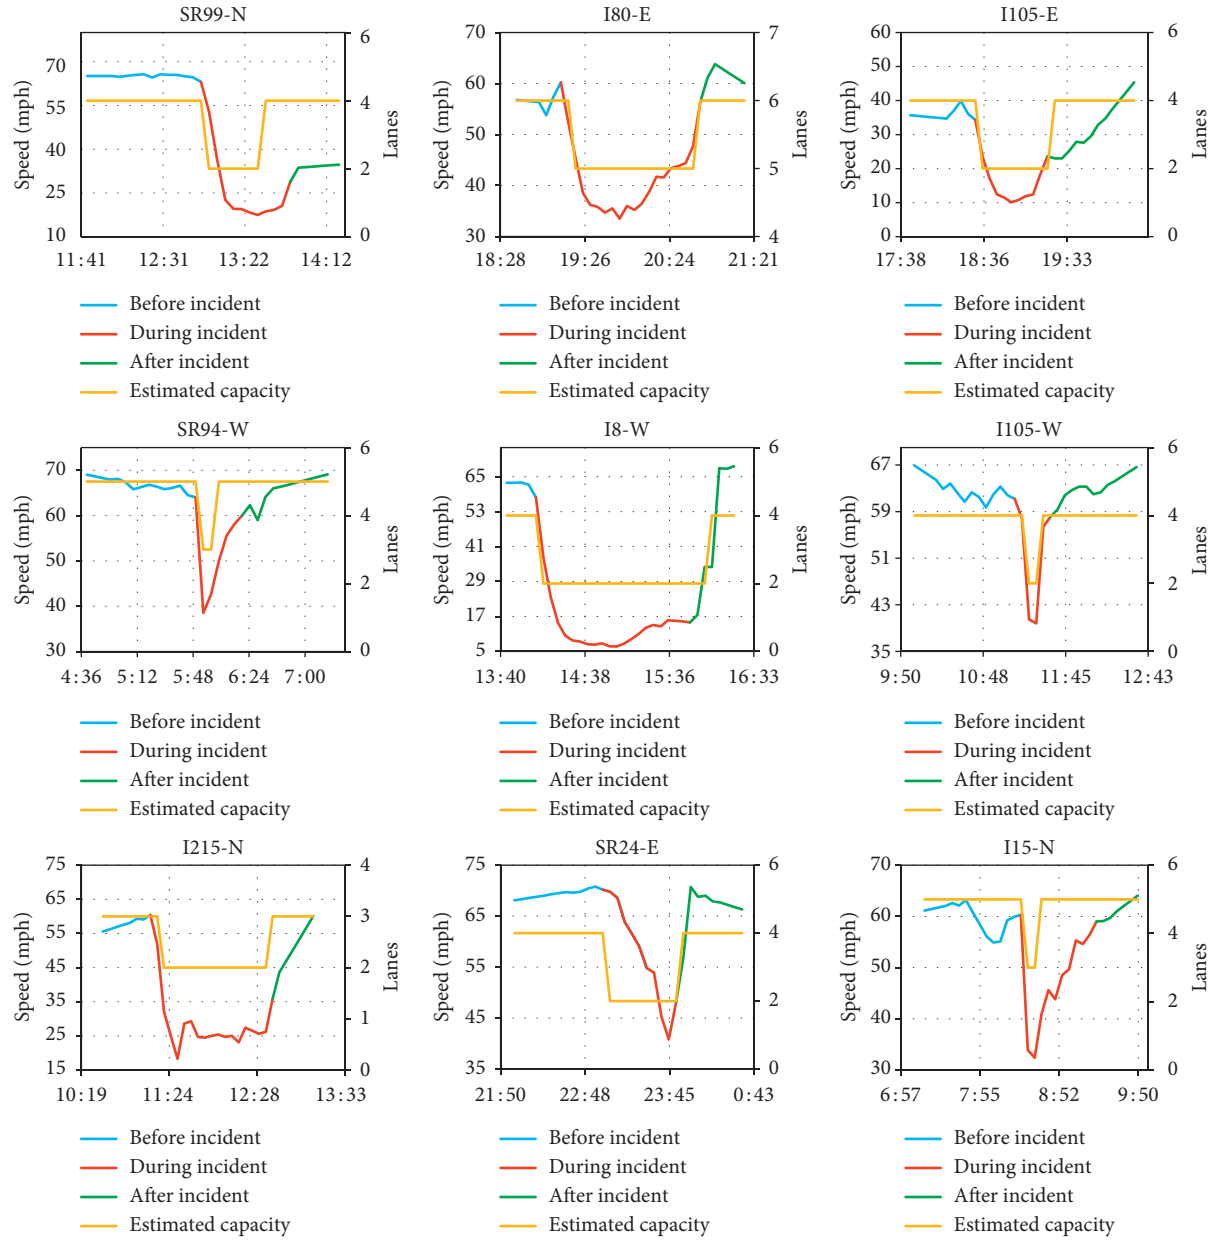 SR99-N
70
55
40
25
10
Speed (mph)
6
4
2
0
Lanes
11:41 12:31 13:22 14:12
Before incident
During incident
After incident
Estimated capacity
I80-E
70
60
50
40
30
Speed (mph)
7
6
5
4
Lanes
18:28 19:26 20:24 21:21
Before incident
During incident
After incident
Estimated capacity
I105-E
60
50
40
30
20
10
0
Speed (mph)
6
5
4
3
2
1
0
Lanes
17:38 18:36 19:33
Before incident
During incident
After incident
Estimated capacity
SR94-W
70
60
50
40
30
Speed (mph)
6
4
2
0
Lanes
4:36 5:12 5:48 6:24 7:00
Before incident
During incident
After incident
Estimated capacity
I8-W
65
53
41
29
17
5
Speed (mph)
6
5
4
3
2
1
0
Lanes
13:40 14:38 15:36 16:33
Before incident
During incident
After incident
Estimated capacity
I105-W
67
59
51
43
35
Speed (mph)
6
5
4
3
2
1
0
Lanes
9:50 10:48 11:45 12:43
Before incident
During incident
After incident
Estimated capacity
I215-N
75
65
55
45
35
25
15
Speed (mph)
4
3
2
1
0
Lanes
10:19 11:24 12:28 13:33
Before incident
During incident
After incident
Estimated capacity
SR24-E
75
65
55
45
35
Speed (mph)
6
5
4
3
2
1
0
Lanes
21:50 22:48 23:45 0:43
Before incident
During incident
After incident
Estimated capacity
I15-N
70
60
50
40
30
Speed (mph)
6
4
2
0
Lanes
6:57 7:55 8:52 9:50
Before incident
During incident
After incident
Estimated capacity